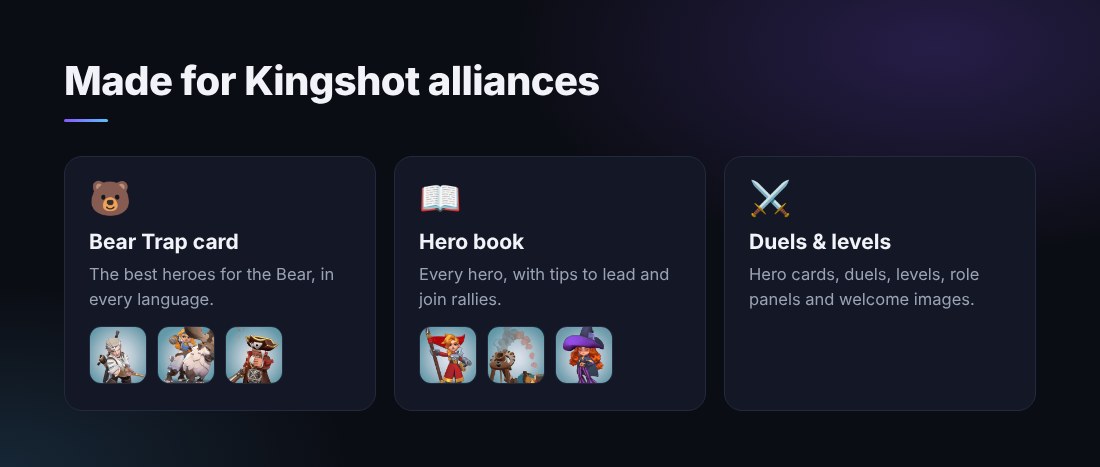 Made for Kingshot alliances
Bear Trap card
The best heroes for the Bear, in
every language.
Hero book
Every hero, with tips to lead and
join rallies.
Duels & levels
Hero cards, duels, levels, role
panels and welcome images.